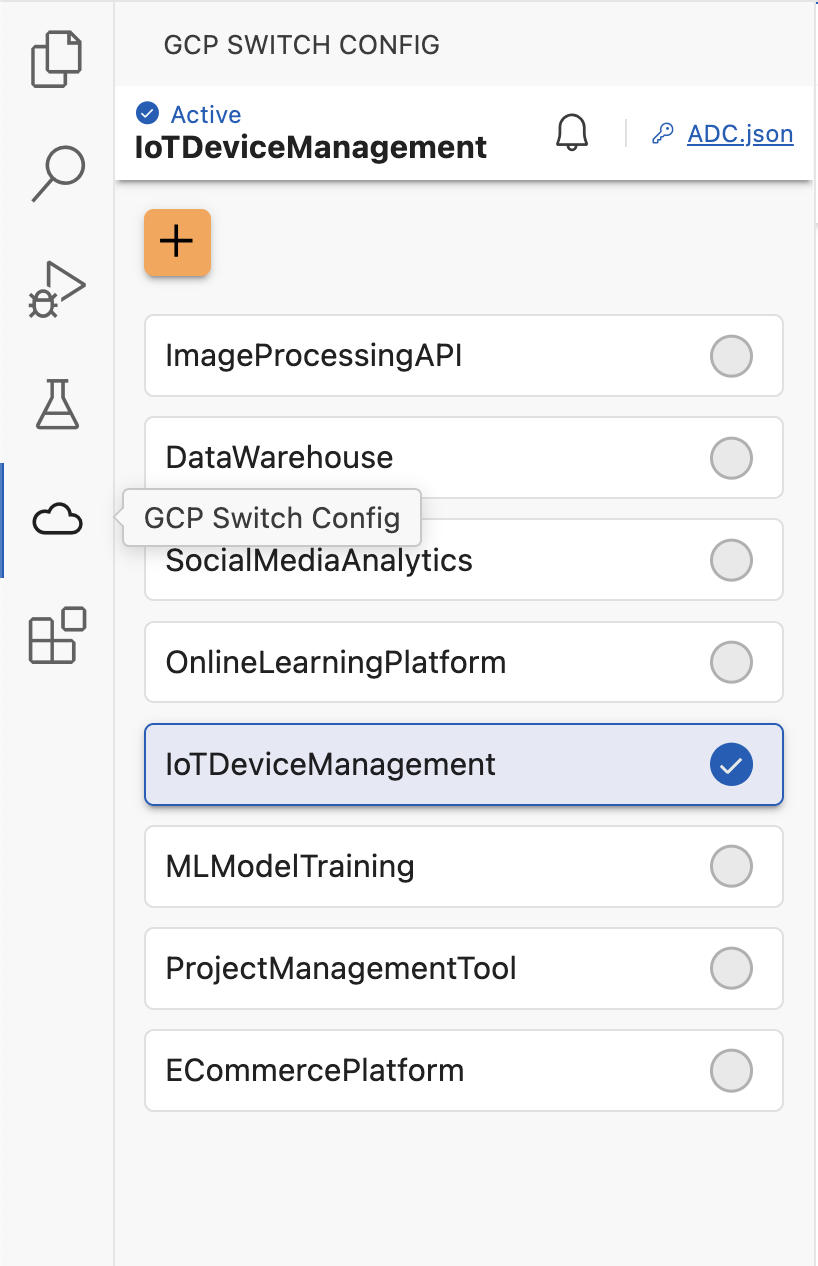 GCP SWITCH CONFIG
Active
IoTDeviceManagement
ADC.json
ImageProcessingAPI
DataWarehouse
GCP Switch Config
SocialMediaAnalytics
OnlineLearningPlatform
IoTDeviceManagement
MLModelTraining
ProjectManagementTool
ECommercePlatform